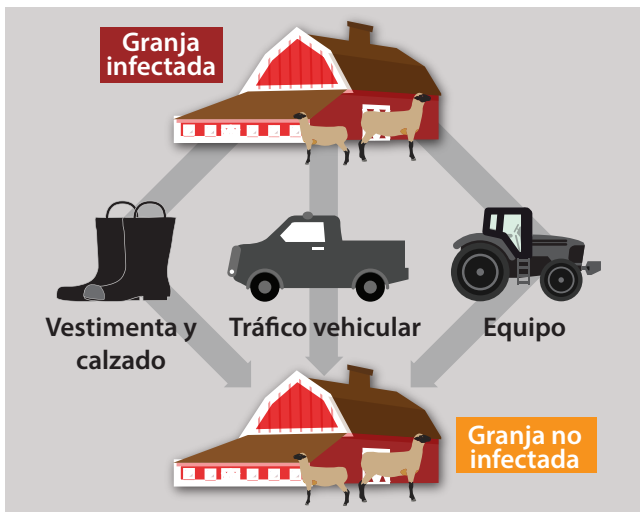 Granja
infectada
Vestimenta y
calzado
Tráfico vehicular
Equipo
Granja no
infectada